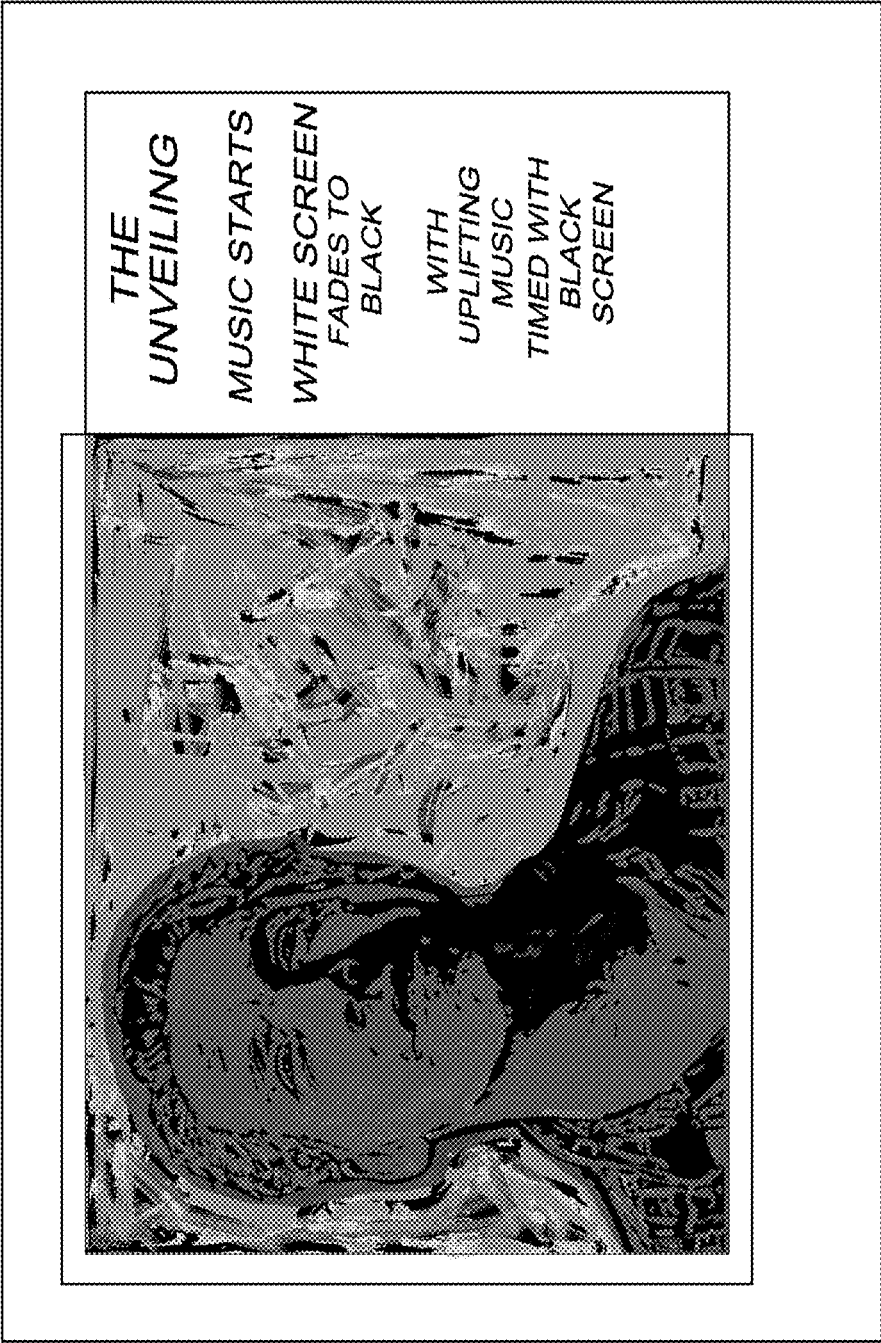 THE
UNVEILING
MUSIC STARTS
WHITE SCREEN
FADES TO
BLACK
WITH
UPLIFTING
MUSIC
TIMED WITH
BLACK
SCREEN